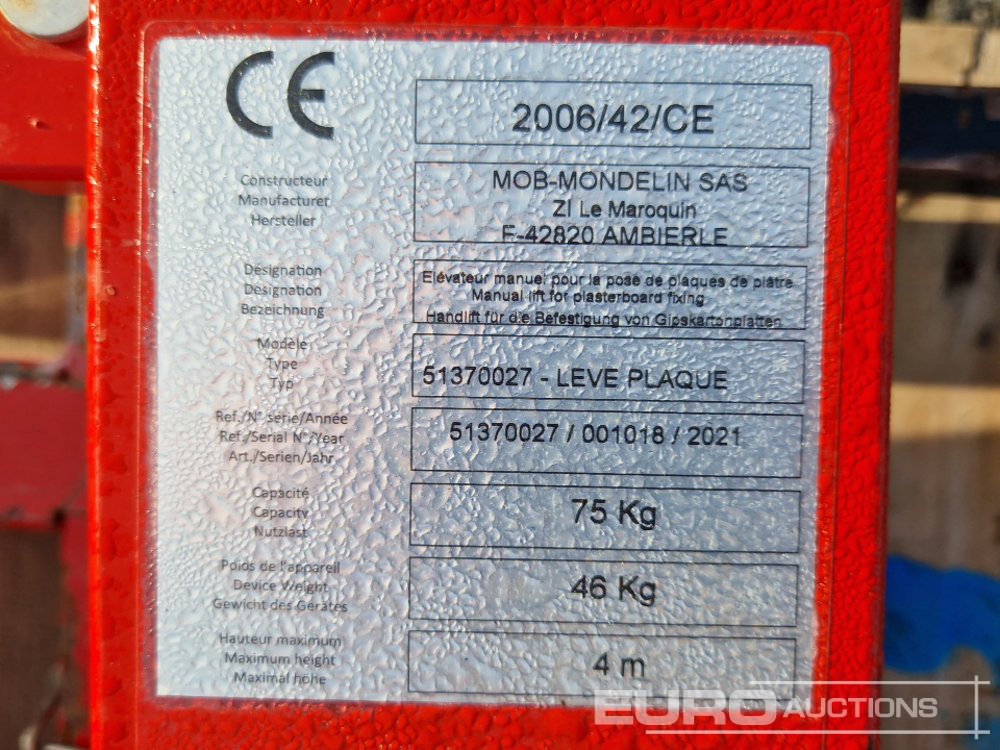 CE
2006/42/CE
Constructeur
Manufacturer
Hersteller
MOB-MONDELIN SAS
ZI Le Maroquin
F-42820 AMBIERLE
Désignation
Designation
Bezeichnung
Elévateur manuel pour la pose de plaques de platre
Manual lift for plasterboard fixing
Handlift für die Befestigung von Gipskartonplatten
Modèle
Type
Typ
51370027 - LEVE PLAQUE
Ref./N° série/Année
Ref./Serial N°/Year
Art./Serien/Jahr
51370027 / 001018 / 2021
Capacité
Capacity
Nutzlast
75 Kg
Poids de l'appareil
Device Weight
Gewicht des Gerätes
46 Kg
Hauteur maximum
Maximum height
Maximal höhe
4 m
EURO AUCTIONS